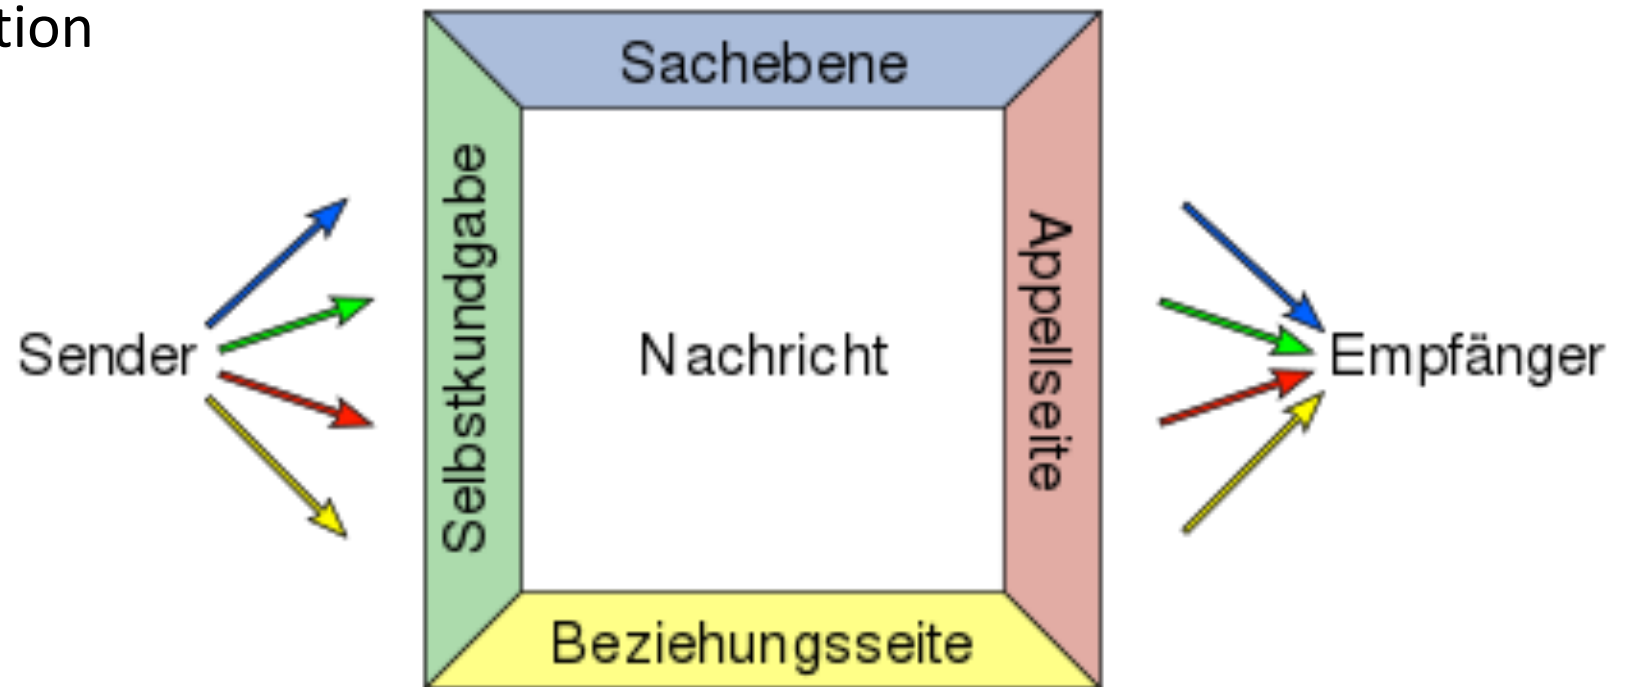 tion
Sachebene
Selbstkundgabe
Sender
Nachricht
Appellseite
Empfänger
Beziehungsseite